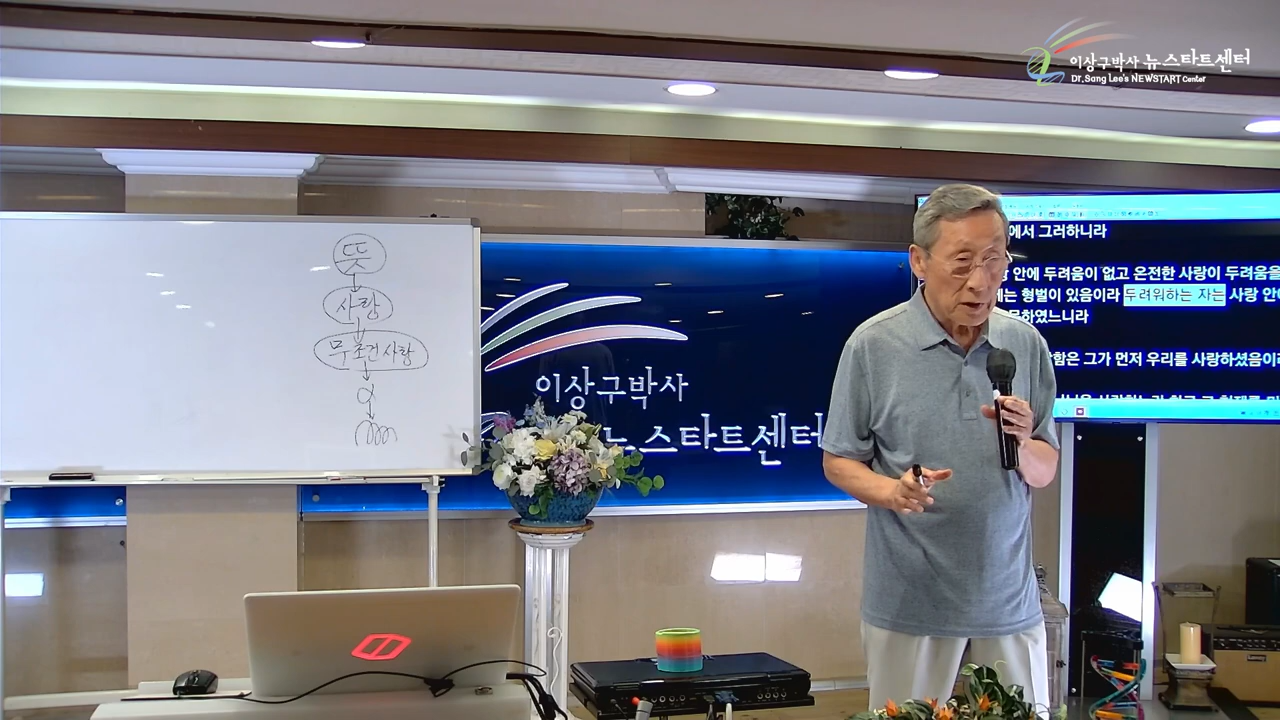 이상구박사 뉴스타트센터
Dr. Sang Lee's NEWSTART Center
뜻
사랑
무조건사랑
이상구박사
뉴스타트센터
에서 그러하니라
안에 두려움이 없고 온전한 사랑이 두려움을
에는 형벌이 있음이라 두려워하는 자는 사랑 안에
못하였느니라
함은 그가 먼저 우리를 사랑하셨음이라